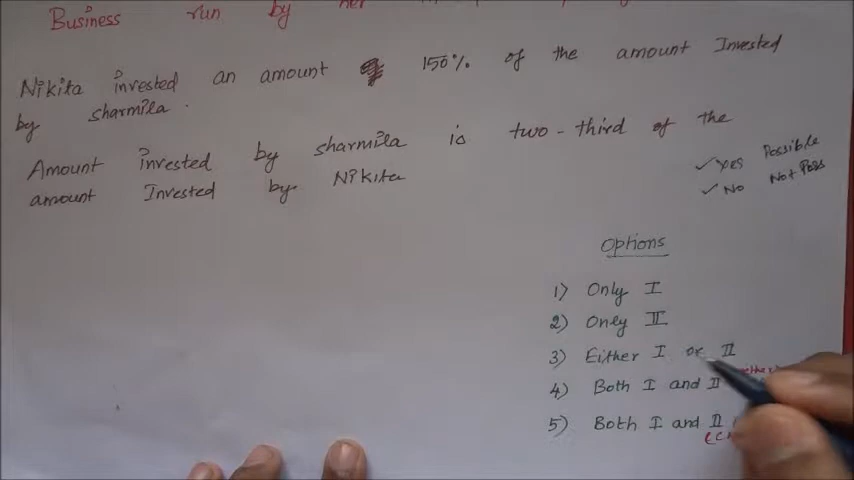 Business run by her
Nikita invested an amount 150% of the amount Invested
by sharmila.
Amount invested by sharmila is two-third of the
amount Invested by Nikita
✓ Yes Possible
✓ No Not Poss
Options
1) Only I
2) Only II
3) Either I or II
4) Both I and II
5) Both I and II